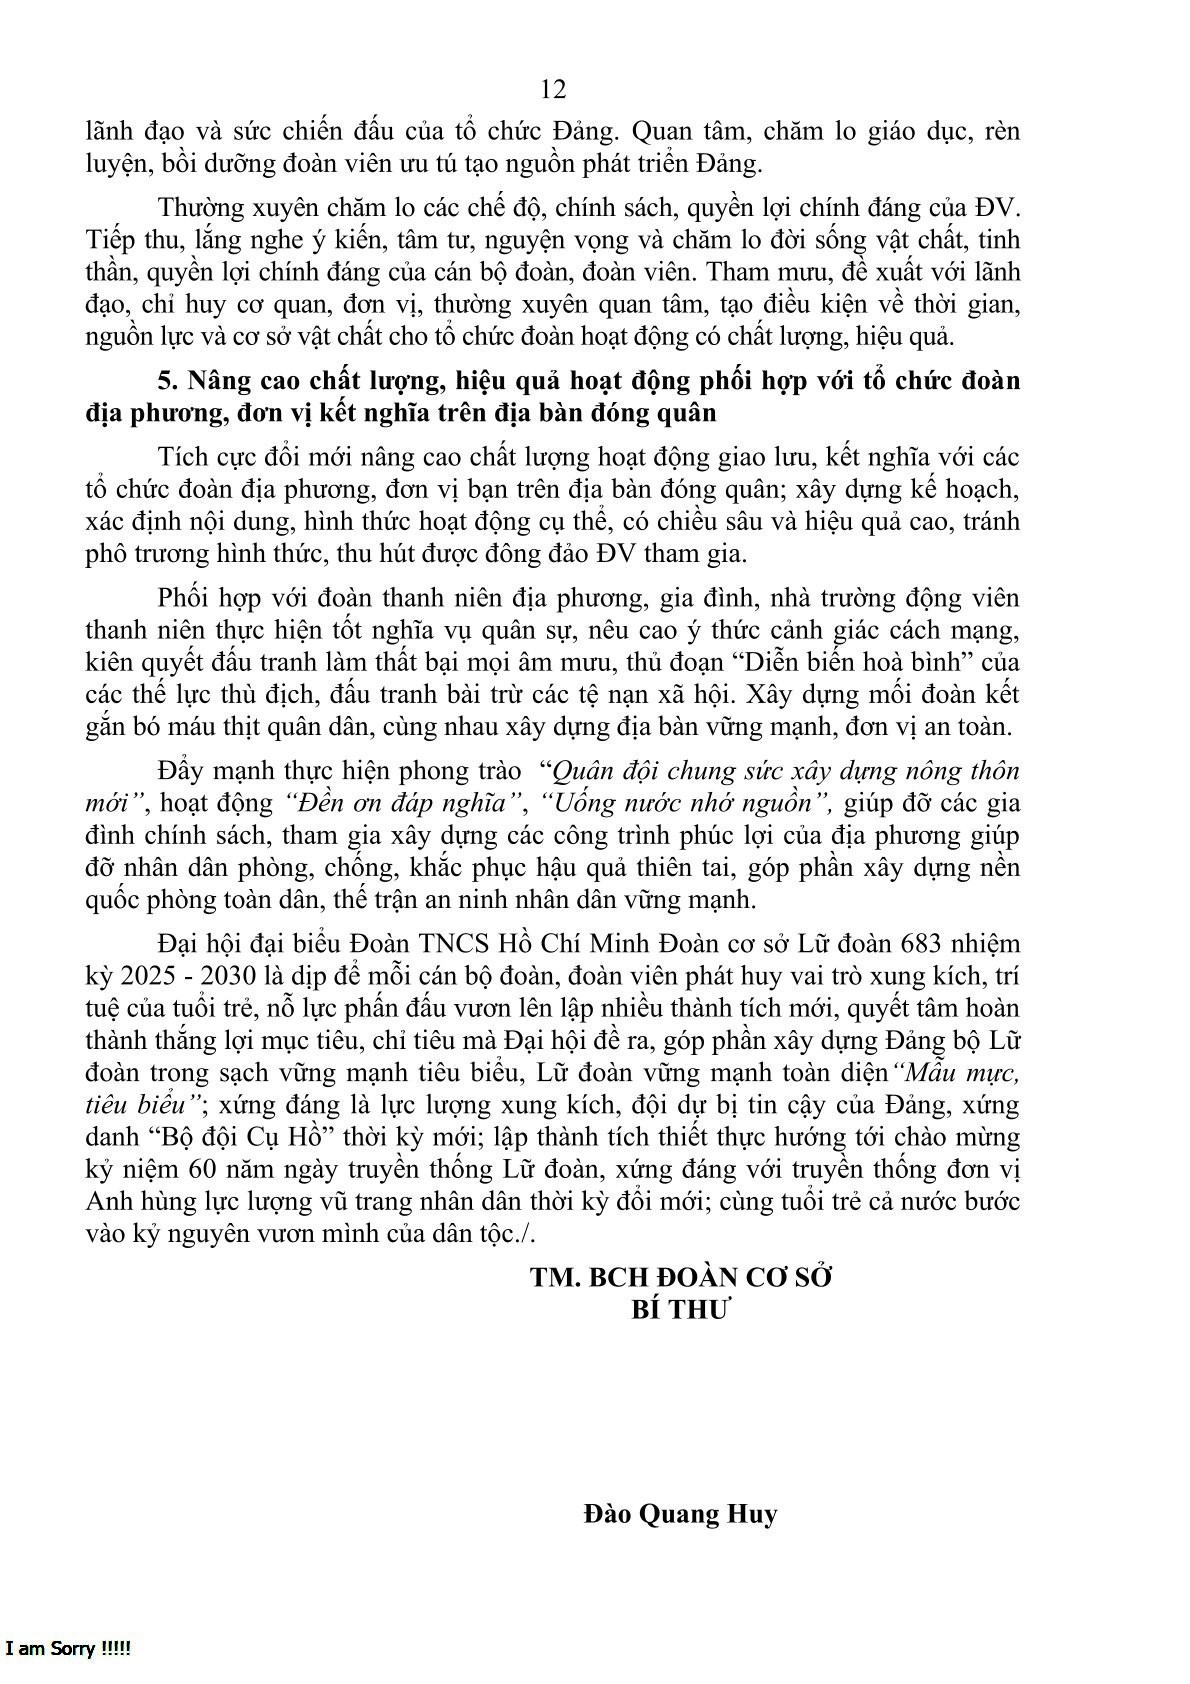 12
lãnh đạo và sức chiến đấu của tổ chức Đảng. Quan tâm, chăm lo giáo dục, rèn
luyện, bồi dưỡng đoàn viên ưu tú tạo nguồn phát triển Đảng.
Thường xuyên chăm lo các chế độ, chính sách, quyền lợi chính đáng của ĐV.
Tiếp thu, lắng nghe ý kiến, tâm tư, nguyện vọng và chăm lo đời sống vật chất, tinh
thần, quyền lợi chính đáng của cán bộ đoàn, đoàn viên. Tham mưu, đề xuất với lãnh
đạo, chỉ huy cơ quan, đơn vị, thường xuyên quan tâm, tạo điều kiện về thời gian,
nguồn lực và cơ sở vật chất cho tổ chức đoàn hoạt động có chất lượng, hiệu quả.
5. Nâng cao chất lượng, hiệu quả hoạt động phối hợp với tổ chức đoàn
địa phương, đơn vị kết nghĩa trên địa bàn đóng quân
Tích cực đổi mới nâng cao chất lượng hoạt động giao lưu, kết nghĩa với các
tổ chức đoàn địa phương, đơn vị bạn trên địa bàn đóng quân; xây dựng kế hoạch,
xác định nội dung, hình thức hoạt động cụ thể, có chiều sâu và hiệu quả cao, tránh
phô trương hình thức, thu hút được đông đảo ĐV tham gia.
Phối hợp với đoàn thanh niên địa phương, gia đình, nhà trường động viên
thanh niên thực hiện tốt nghĩa vụ quân sự, nêu cao ý thức cảnh giác cách mạng,
kiên quyết đấu tranh làm thất bại mọi âm mưu, thủ đoạn “Diễn biến hoà bình” của
các thế lực thù địch, đấu tranh bài trừ các tệ nạn xã hội. Xây dựng mối đoàn kết
gắn bó máu thịt quân dân, cùng nhau xây dựng địa bàn vững mạnh, đơn vị an toàn.
Đẩy mạnh thực hiện phong trào “Quân đội chung sức xây dựng nông thôn
mới”, hoạt động “Đền ơn đáp nghĩa”, “Uống nước nhớ nguồn”, giúp đỡ các gia
đình chính sách, tham gia xây dựng các công trình phúc lợi của địa phương giúp
đỡ nhân dân phòng, chống, khắc phục hậu quả thiên tai, góp phần xây dựng nền
quốc phòng toàn dân, thế trận an ninh nhân dân vững mạnh.
Đại hội đại biểu Đoàn TNCS Hồ Chí Minh Đoàn cơ sở Lữ đoàn 683 nhiệm
kỳ 2025 - 2030 là dịp để mỗi cán bộ đoàn, đoàn viên phát huy vai trò xung kích, trí
tuệ của tuổi trẻ, nỗ lực phấn đấu vươn lên lập nhiều thành tích mới, quyết tâm hoàn
thành thắng lợi mục tiêu, chỉ tiêu mà Đại hội đề ra, góp phần xây dựng Đảng bộ Lữ
đoàn trong sạch vững mạnh tiêu biểu, Lữ đoàn vững mạnh toàn diện“Mẫu mực,
tiêu biểu”; xứng đáng là lực lượng xung kích, đội dự bị tin cậy của Đảng, xứng
danh “Bộ đội Cụ Hồ” thời kỳ mới; lập thành tích thiết thực hướng tới chào mừng
kỷ niệm 60 năm ngày truyền thống Lữ đoàn, xứng đáng với truyền thống đơn vị
Anh hùng lực lượng vũ trang nhân dân thời kỳ đổi mới; cùng tuổi trẻ cả nước bước
vào kỷ nguyên vươn mình của dân tộc./.
TM. BCH ĐOÀN CƠ SỞ
BÍ THƯ
Đào Quang Huy
I am Sorry !!!!!